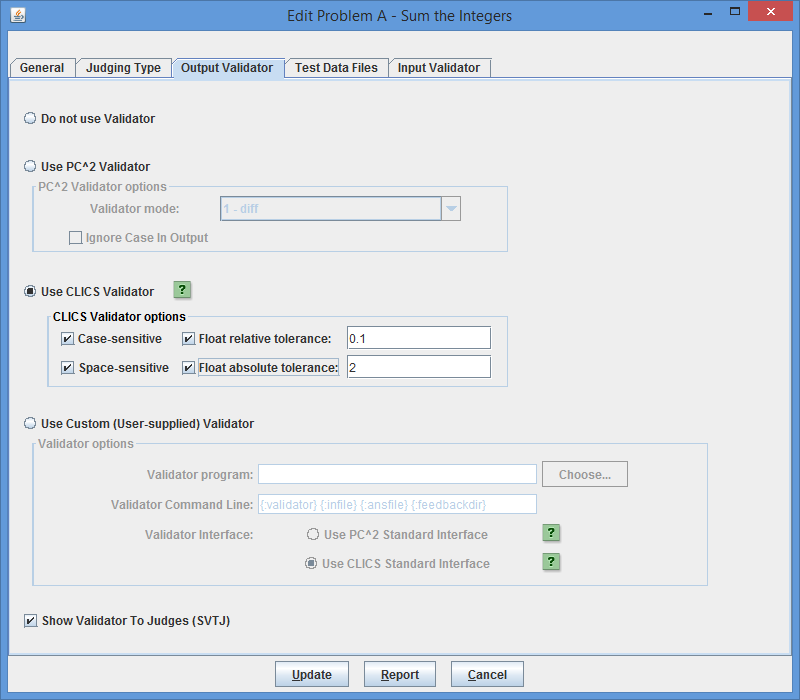 Edit Problem A - Sum the Integers
General Judging Type Output Validator Test Data Files Input Validator
Do not use Validator
Use PC^2 Validator
PC^2 Validator options
Validator mode: 1 - diff
Ignore Case In Output
Use CLICS Validator ?
CLICS Validator options
Case-sensitive Float relative tolerance: 0.1
Space-sensitive Float absolute tolerance: 2
Use Custom (User-supplied) Validator
Validator options
Validator program: Choose...
Validator Command Line: {:validator} {:infile} {:ansfile} {:feedbackdir}
Validator Interface: Use PC^2 Standard Interface ?
Use CLICS Standard Interface ?
Show Validator To Judges (SVTJ)
Update Report Cancel